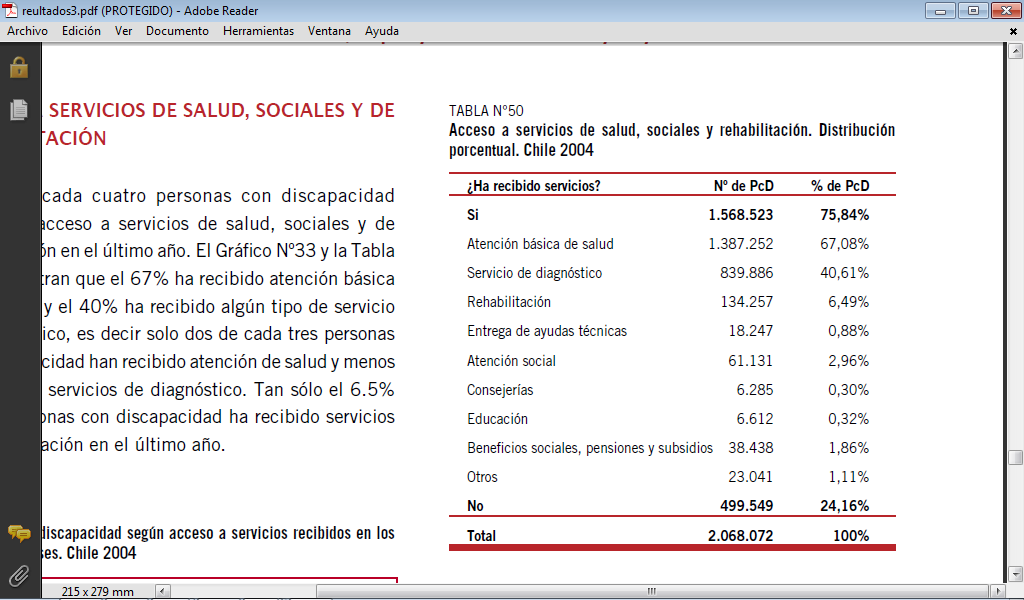 reultados3.pdf (PROTEGIDO) - Adobe Reader
Archivo Edición Ver Documento Herramientas Ventana Ayuda
SERVICIOS DE SALUD, SOCIALES Y DE
TACIÓN
cada cuatro personas con discapacidad
acceso a servicios de salud, sociales y de
ón en el último año. El Gráfico Nº33 y la Tabla
tran que el 67% ha recibido atención básica
y el 40% ha recibido algún tipo de servicio
ico, es decir solo dos de cada tres personas
cidad han recibido atención de salud y menos
servicios de diagnóstico. Tan sólo el 6.5%
onas con discapacidad ha recibido servicios
ación en el último año.
discapacidad según acceso a servicios recibidos en los
ses. Chile 2004
TABLA Nº50
Acceso a servicios de salud, sociales y rehabilitación. Distribución
porcentual. Chile 2004
¿Ha recibido servicios? Nº de PcD % de PcD
Si 1.568.523 75,84%
Atención básica de salud 1.387.252 67,08%
Servicio de diagnóstico 839.886 40,61%
Rehabilitación 134.257 6,49%
Entrega de ayudas técnicas 18.247 0,88%
Atención social 61.131 2,96%
Consejerías 6.285 0,30%
Educación 6.612 0,32%
Beneficios sociales, pensiones y subsidios 38.438 1,86%
Otros 23.041 1,11%
No 499.549 24,16%
Total 2.068.072 100%
215 x 279 mm